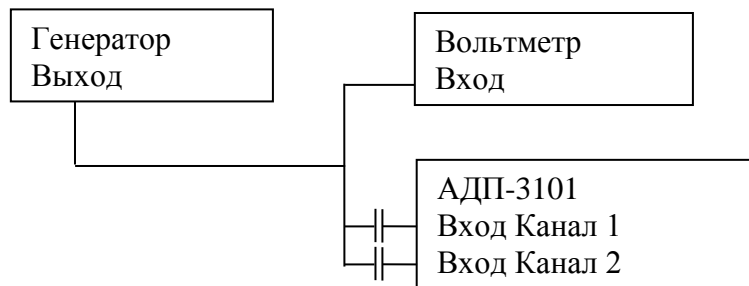 Генератор
Выход
Вольтметр
Вход
АДП-3101
Вход Канал 1
Вход Канал 2